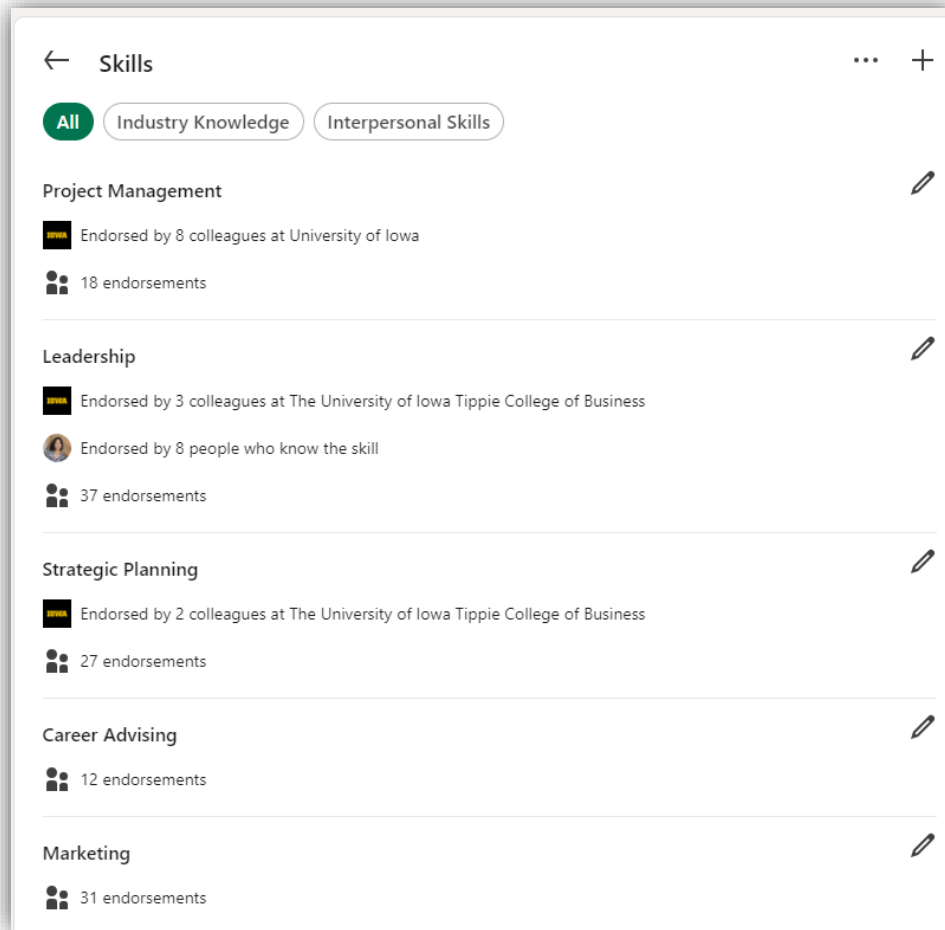 Skills
All
Industry Knowledge
Interpersonal Skills
Project Management
IOWA
Endorsed by 8 colleagues at University of Iowa
18 endorsements
Leadership
IOWA
Endorsed by 3 colleagues at The University of Iowa Tippie College of Business
Endorsed by 8 people who know the skill
37 endorsements
Strategic Planning
IOWA
Endorsed by 2 colleagues at The University of Iowa Tippie College of Business
27 endorsements
Career Advising
12 endorsements
Marketing
31 endorsements